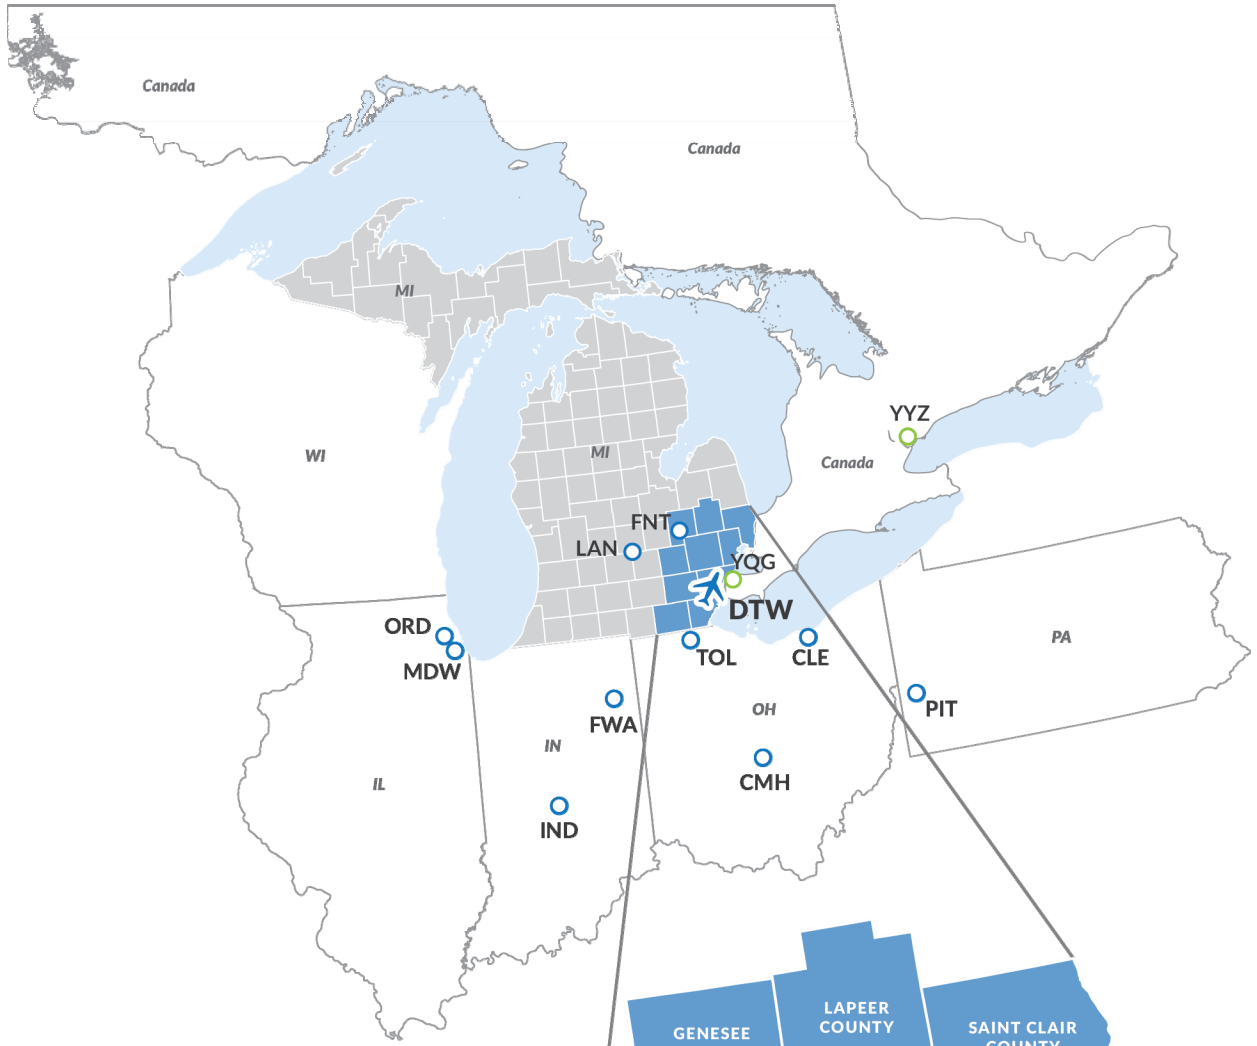 Canada
Canada
MI
YYZ
WI
MI
Canada
FNT
LAN
YQG
DTW
ORD
MDW
TOL
CLE
PA
FWA
OH
PIT
IN
CMH
IL
IND
LAPEER
COUNTY
GENESEE
SAINT CLAIR
COUNTY